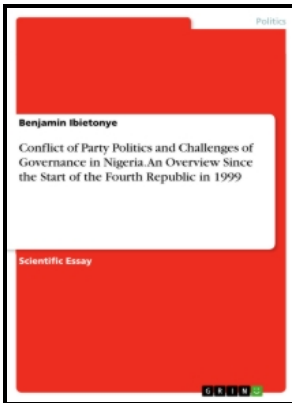 Politics
Benjamin Ibietonye
Conflict of Party Politics and Challenges of
Governance in Nigeria. An Overview Since
the Start of the Fourth Republic in 1999
Scientific Essay
GRIN